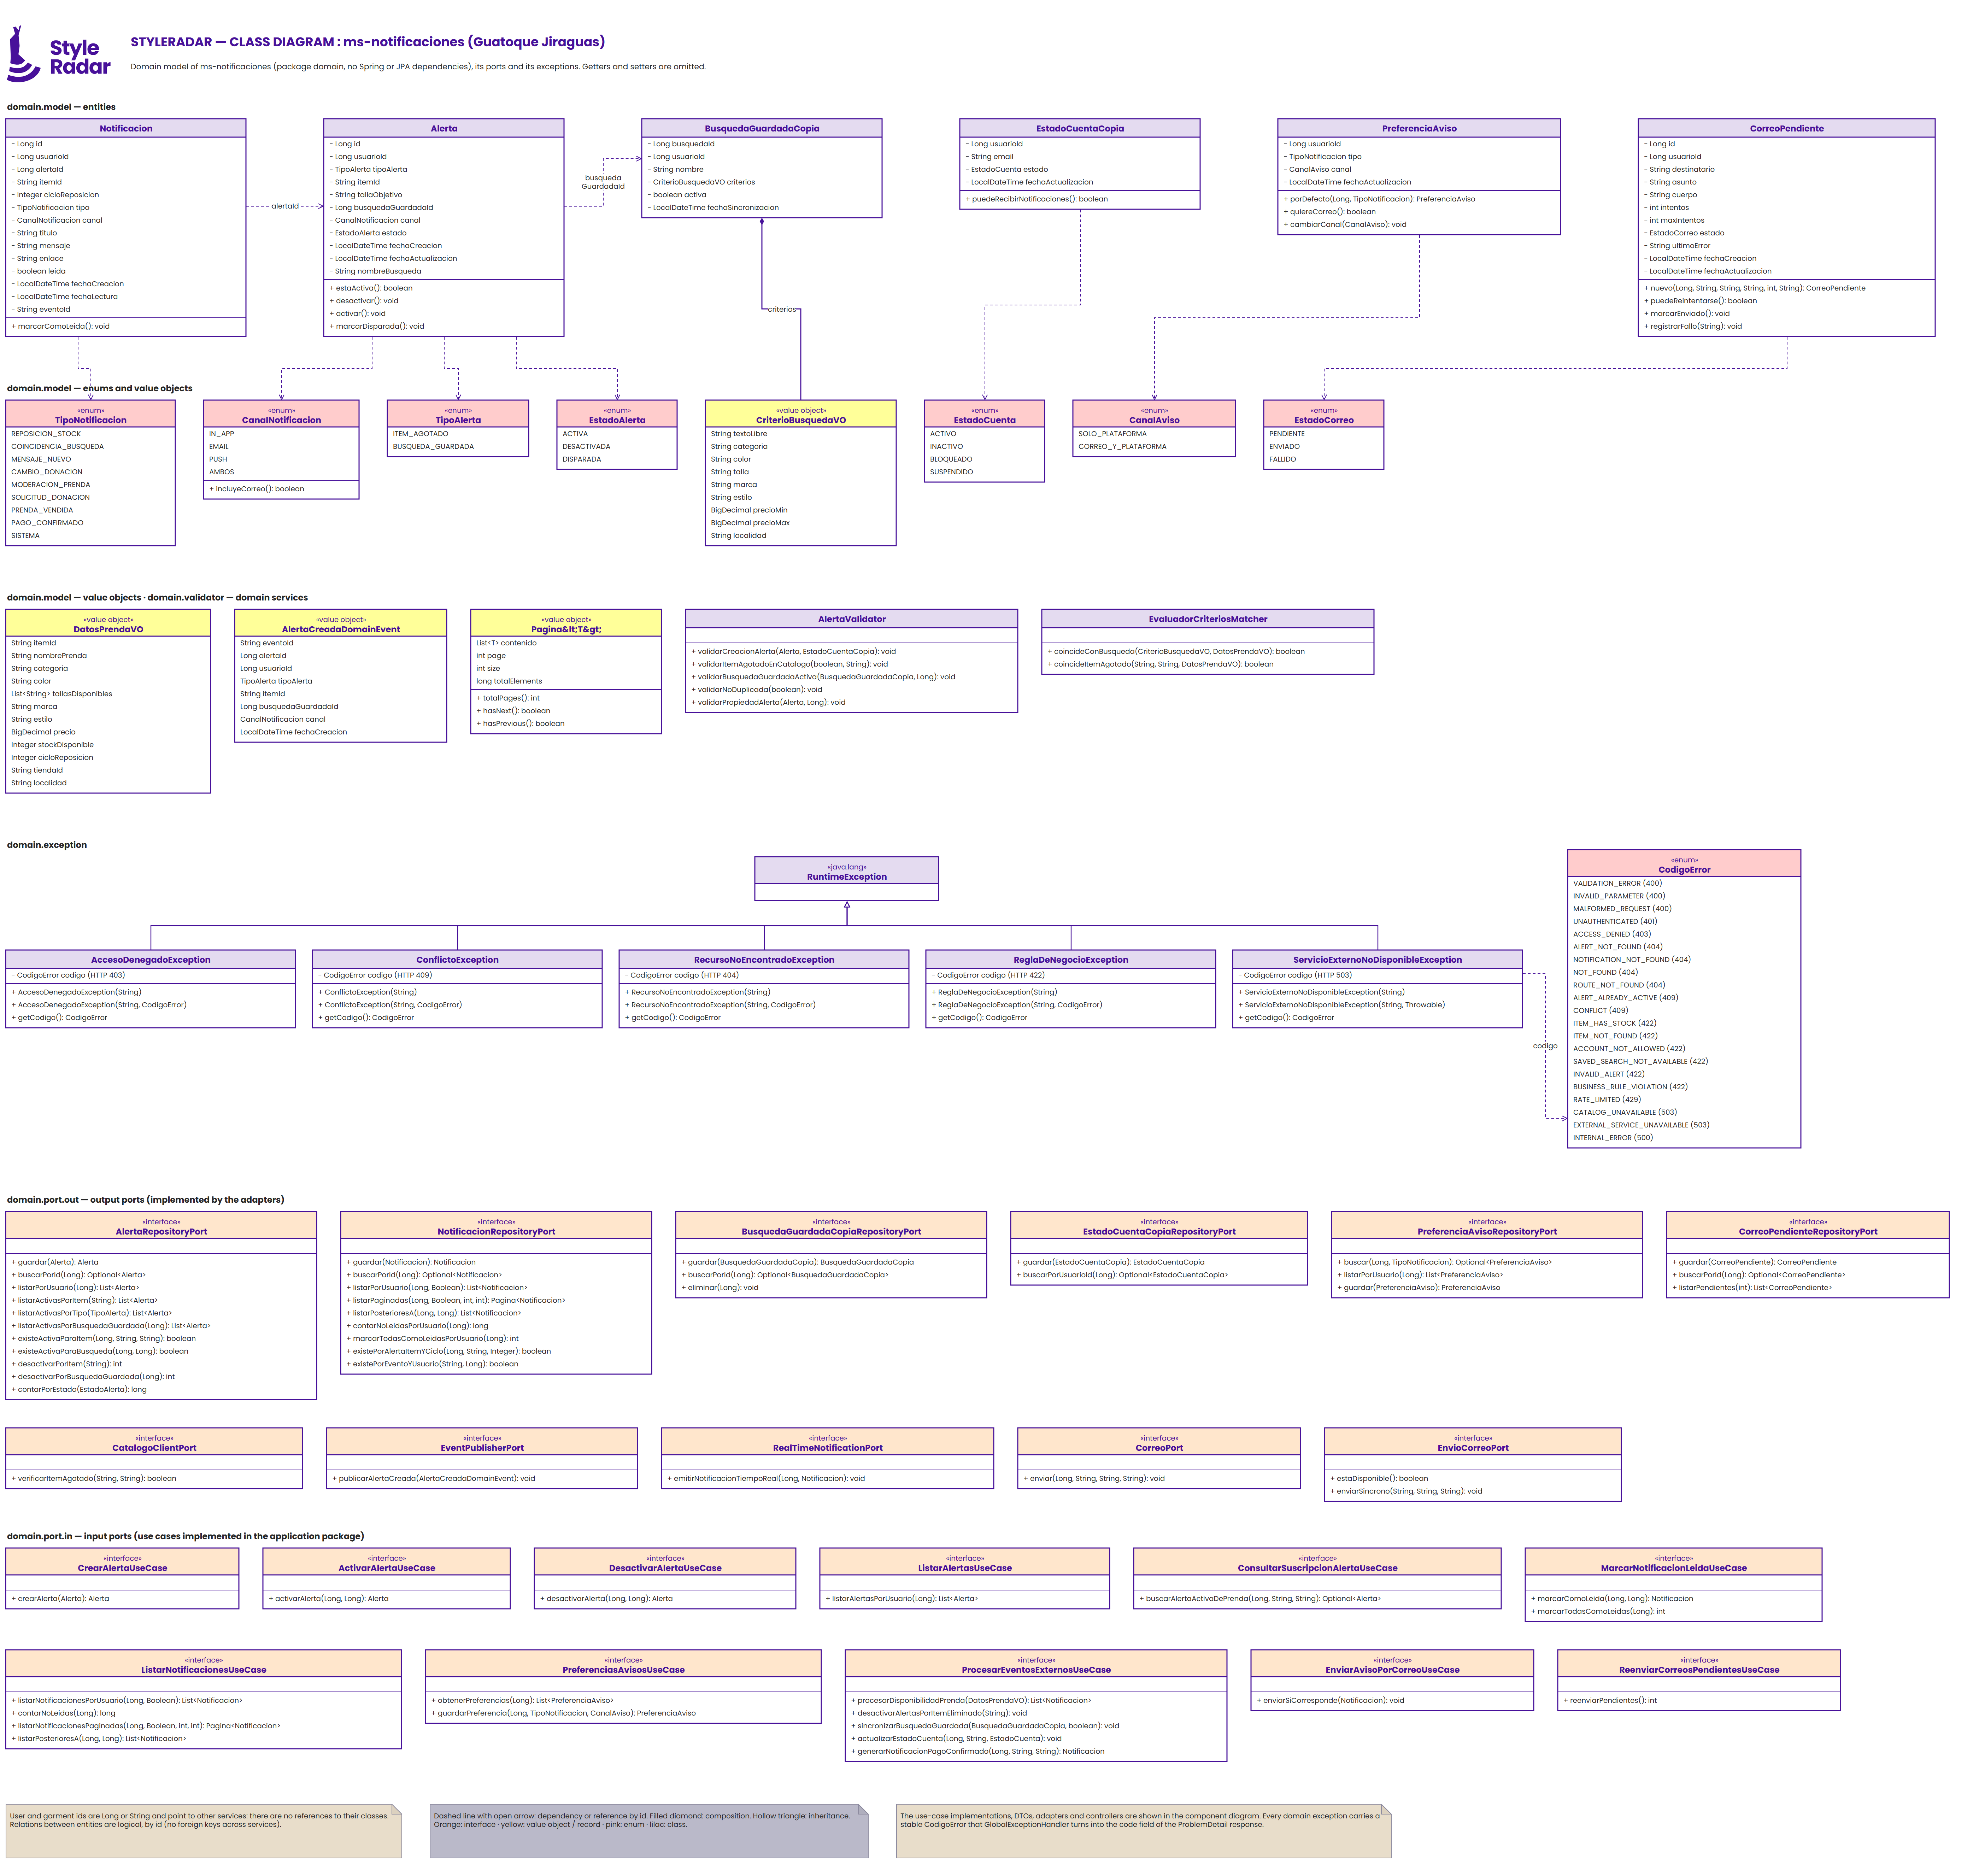 Style
Radar
STYLERADAR — CLASS DIAGRAM : ms-notificaciones (Guatoque Jiraguas)
Domain model of ms-notificaciones (package domain, no Spring or JPA dependencies), its ports and its exceptions. Getters and setters are omitted.
domain.model — entities
Notificacion
- Long id
- Long usuarioId
- Long alertaId
- String itemId
- Integer cicloReposicion
- TipoNotificacion tipo
- CanalNotificacion canal
- String titulo
- String mensaje
- String enlace
- boolean leida
- LocalDateTime fechaCreacion
- LocalDateTime fechaLectura
- String eventoId
+ marcarComoLeida(): void
alertaId
Alerta
- Long id
- Long usuarioId
- TipoAlerta tipoAlerta
- String itemId
- String tallaObjetivo
- Long busquedaGuardadaId
- CanalNotificacion canal
- EstadoAlerta estado
- LocalDateTime fechaCreacion
- LocalDateTime fechaActualizacion
- String nombreBusqueda
+ estaActiva(): boolean
+ desactivar(): void
+ activar(): void
+ marcarDisparada(): void
busqueda
GuardadaId
BusquedaGuardadaCopia
- Long busquedaId
- Long usuarioId
- String nombre
- CriterioBusquedaVO criterios
- boolean activa
- LocalDateTime fechaSincronizacion
criterios
EstadoCuentaCopia
- Long usuarioId
- String email
- EstadoCuenta estado
- LocalDateTime fechaActualizacion
+ puedeRecibirNotificaciones(): boolean
PreferenciaAviso
- Long usuarioId
- TipoNotificacion tipo
- CanalAviso canal
- LocalDateTime fechaActualizacion
+ porDefecto(Long, TipoNotificacion): PreferenciaAviso
+ quiereCorreo(): boolean
+ cambiarCanal(CanalAviso): void
CorreoPendiente
- Long id
- Long usuarioId
- String destinatario
- String asunto
- String cuerpo
- int intentos
- int maxIntentos
- EstadoCorreo estado
- String ultimoError
- LocalDateTime fechaCreacion
- LocalDateTime fechaActualizacion
+ nuevo(Long, String, String, String, int, String): CorreoPendiente
+ puedeReintentarse(): boolean
+ marcarEnviado(): void
+ registrarFallo(String): void
domain.model — enums and value objects
«enum»
TipoNotificacion
REPOSICION_STOCK
COINCIDENCIA_BUSQUEDA
MENSAJE_NUEVO
CAMBIO_DONACION
MODERACION_PRENDA
SOLICITUD_DONACION
PRENDA_VENDIDA
PAGO_CONFIRMADO
SISTEMA
«enum»
CanalNotificacion
IN_APP
EMAIL
PUSH
AMBOS
+ incluyeCorreo(): boolean
«enum»
TipoAlerta
ITEM_AGOTADO
BUSQUEDA_GUARDADA
«enum»
EstadoAlerta
ACTIVA
DESACTIVADA
DISPARADA
«value object»
CriterioBusquedaVO
String textoLibre
String categoria
String color
String talla
String marca
String estilo
BigDecimal precioMin
BigDecimal precioMax
String localidad
«enum»
EstadoCuenta
ACTIVO
INACTIVO
BLOQUEADO
SUSPENDIDO
«enum»
CanalAviso
SOLO_PLATAFORMA
CORREO_Y_PLATAFORMA
«enum»
EstadoCorreo
PENDIENTE
ENVIADO
FALLIDO
domain.model — value objects · domain.validator — domain services
«value object»
DatosPrendaVO
String itemId
String nombrePrenda
String categoria
String color
List<String> tallasDisponibles
String marca
String estilo
BigDecimal precio
Integer stockDisponible
Integer cicloReposicion
String tiendaId
String localidad
«value object»
AlertaCreadaDomainEvent
String eventoId
Long alertaId
Long usuarioId
TipoAlerta tipoAlerta
String itemId
Long busquedaGuardadaId
CanalNotificacion canal
LocalDateTime fechaCreacion
«value object»
Pagina&lt;T&gt;
List<T> contenido
int page
int size
long totalElements
+ totalPages(): int
+ hasNext(): boolean
+ hasPrevious(): boolean
AlertaValidator
+ validarCreacionAlerta(Alerta, EstadoCuentaCopia): void
+ validarItemAgotadoEnCatalogo(boolean, String): void
+ validarBusquedaGuardadaActiva(BusquedaGuardadaCopia, Long): void
+ validarNoDuplicada(boolean): void
+ validarPropiedadAlerta(Alerta, Long): void
EvaluadorCriteriosMatcher
+ coincideConBusqueda(CriterioBusquedaVO, DatosPrendaVO): boolean
+ coincideItemAgotado(String, String, DatosPrendaVO): boolean
domain.exception
«java.lang»
RuntimeException
AccesoDenegadoException
- CodigoError codigo (HTTP 403)
+ AccesoDenegadoException(String)
+ AccesoDenegadoException(String, CodigoError)
+ getCodigo(): CodigoError
ConflictoException
- CodigoError codigo (HTTP 409)
+ ConflictoException(String)
+ ConflictoException(String, CodigoError)
+ getCodigo(): CodigoError
RecursoNoEncontradoException
- CodigoError codigo (HTTP 404)
+ RecursoNoEncontradoException(String)
+ RecursoNoEncontradoException(String, CodigoError)
+ getCodigo(): CodigoError
ReglaDeNegocioException
- CodigoError codigo (HTTP 422)
+ ReglaDeNegocioException(String)
+ ReglaDeNegocioException(String, CodigoError)
+ getCodigo(): CodigoError
ServicioExternoNoDisponibleException
- CodigoError codigo (HTTP 503)
+ ServicioExternoNoDisponibleException(String)
+ ServicioExternoNoDisponibleException(String, Throwable)
+ getCodigo(): CodigoError
codigo
«enum»
CodigoError
VALIDATION_ERROR (400)
INVALID_PARAMETER (400)
MALFORMED_REQUEST (400)
UNAUTHENTICATED (401)
ACCESS_DENIED (403)
ALERT_NOT_FOUND (404)
NOTIFICATION_NOT_FOUND (404)
NOT_FOUND (404)
ROUTE_NOT_FOUND (404)
ALERT_ALREADY_ACTIVE (409)
CONFLICT (409)
ITEM_HAS_STOCK (422)
ITEM_NOT_FOUND (422)
ACCOUNT_NOT_ALLOWED (422)
SAVED_SEARCH_NOT_AVAILABLE (422)
INVALID_ALERT (422)
BUSINESS_RULE_VIOLATION (422)
RATE_LIMITED (429)
CATALOG_UNAVAILABLE (503)
EXTERNAL_SERVICE_UNAVAILABLE (503)
INTERNAL_ERROR (500)
domain.port.out — output ports (implemented by the adapters)
«interface»
AlertaRepositoryPort
+ guardar(Alerta): Alerta
+ buscarPorId(Long): Optional<Alerta>
+ listarPorUsuario(Long): List<Alerta>
+ listarActivasPorItem(String): List<Alerta>
+ listarActivasPorTipo(TipoAlerta): List<Alerta>
+ listarActivasPorBusquedaGuardada(Long): List<Alerta>
+ existeActivaParaItem(Long, String, String): boolean
+ existeActivaParaBusqueda(Long, Long): boolean
+ desactivarPorItem(String): int
+ desactivarPorBusquedaGuardada(Long): int
+ contarPorEstado(EstadoAlerta): long
«interface»
NotificacionRepositoryPort
+ guardar(Notificacion): Notificacion
+ buscarPorId(Long): Optional<Notificacion>
+ listarPorUsuario(Long, Boolean): List<Notificacion>
+ listarPaginadas(Long, Boolean, int, int): Pagina<Notificacion>
+ listarPosterioresA(Long, Long): List<Notificacion>
+ contarNoLeidasPorUsuario(Long): long
+ marcarTodasComoLeidasPorUsuario(Long): int
+ existePorAlertaItemYCiclo(Long, String, Integer): boolean
+ existePorEventoYUsuario(String, Long): boolean
«interface»
BusquedaGuardadaCopiaRepositoryPort
+ guardar(BusquedaGuardadaCopia): BusquedaGuardadaCopia
+ buscarPorId(Long): Optional<BusquedaGuardadaCopia>
+ eliminar(Long): void
«interface»
EstadoCuentaCopiaRepositoryPort
+ guardar(EstadoCuentaCopia): EstadoCuentaCopia
+ buscarPorUsuarioId(Long): Optional<EstadoCuentaCopia>
«interface»
PreferenciaAvisoRepositoryPort
+ buscar(Long, TipoNotificacion): Optional<PreferenciaAviso>
+ listarPorUsuario(Long): List<PreferenciaAviso>
+ guardar(PreferenciaAviso): PreferenciaAviso
«interface»
CorreoPendienteRepositoryPort
+ guardar(CorreoPendiente): CorreoPendiente
+ buscarPorId(Long): Optional<CorreoPendiente>
+ listarPendientes(int): List<CorreoPendiente>
«interface»
CatalogoClientPort
+ verificarItemAgotado(String, String): boolean
«interface»
EventPublisherPort
+ publicarAlertaCreada(AlertaCreadaDomainEvent): void
«interface»
RealTimeNotificationPort
+ emitirNotificacionTiempoReal(Long, Notificacion): void
«interface»
CorreoPort
+ enviar(Long, String, String, String): void
«interface»
EnvioCorreoPort
+ estaDisponible(): boolean
+ enviarSincrono(String, String, String): void
domain.port.in — input ports (use cases implemented in the application package)
«interface»
CrearAlertaUseCase
+ crearAlerta(Alerta): Alerta
«interface»
ActivarAlertaUseCase
+ activarAlerta(Long, Long): Alerta
«interface»
DesactivarAlertaUseCase
+ desactivarAlerta(Long, Long): Alerta
«interface»
ListarAlertasUseCase
+ listarAlertasPorUsuario(Long): List<Alerta>
«interface»
ConsultarSuscripcionAlertaUseCase
+ buscarAlertaActivaDePrenda(Long, String, String): Optional<Alerta>
«interface»
MarcarNotificacionLeidaUseCase
+ marcarComoLeida(Long, Long): Notificacion
+ marcarTodasComoLeidas(Long): int
«interface»
ListarNotificacionesUseCase
+ listarNotificacionesPorUsuario(Long, Boolean): List<Notificacion>
+ contarNoLeidas(Long): long
+ listarNotificacionesPaginadas(Long, Boolean, int, int): Pagina<Notificacion>
+ listarPosterioresA(Long, Long): List<Notificacion>
«interface»
PreferenciasAvisosUseCase
+ obtenerPreferencias(Long): List<PreferenciaAviso>
+ guardarPreferencia(Long, TipoNotificacion, CanalAviso): PreferenciaAviso
«interface»
ProcesarEventosExternosUseCase
+ procesarDisponibilidadPrenda(DatosPrendaVO): List<Notificacion>
+ desactivarAlertasPorItemEliminado(String): void
+ sincronizarBusquedaGuardada(BusquedaGuardadaCopia, boolean): void
+ actualizarEstadoCuenta(Long, String, EstadoCuenta): void
+ generarNotificacionPagoConfirmado(Long, String, String): Notificacion
«interface»
EnviarAvisoPorCorreoUseCase
+ enviarSiCorresponde(Notificacion): void
«interface»
ReenviarCorreosPendientesUseCase
+ reenviarPendientes(): int
User and garment ids are Long or String and point to other services: there are no references to their classes.
Relations between entities are logical, by id (no foreign keys across services).
Dashed line with open arrow: dependency or reference by id. Filled diamond: composition. Hollow triangle: inheritance.
Orange: interface · yellow: value object / record · pink: enum · lilac: class.
The use-case implementations, DTOs, adapters and controllers are shown in the component diagram. Every domain exception carries a
stable CodigoError that GlobalExceptionHandler turns into the code field of the ProblemDetail response.